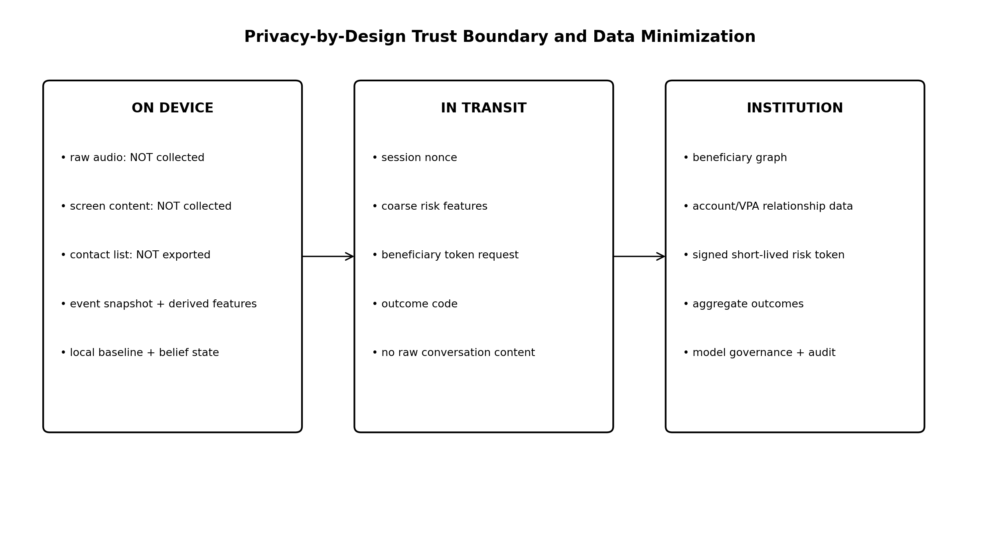 Privacy-by-Design Trust Boundary and Data Minimization
ON DEVICE
• raw audio: NOT collected
• screen content: NOT collected
• contact list: NOT exported
• event snapshot + derived features
• local baseline + belief state
IN TRANSIT
• session nonce
• coarse risk features
• beneficiary token request
• outcome code
• no raw conversation content
INSTITUTION
• beneficiary graph
• account/VPA relationship data
• signed short-lived risk token
• aggregate outcomes
• model governance + audit